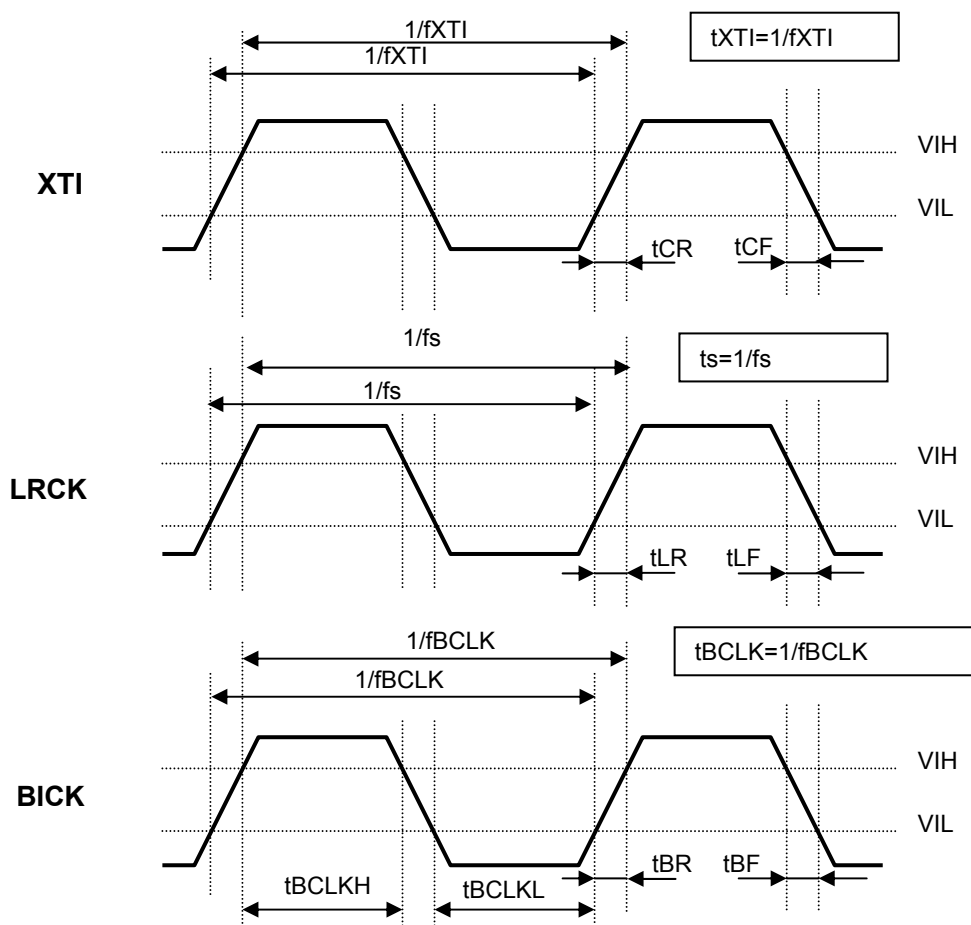 1/fXTI
tXTI=1/fXTI
1/fXTI
VIH
XTI
VIL
tCR
tCF
1/fs
ts=1/fs
1/fs
VIH
LRCK
VIL
tLR
tLF
1/fBCLK
tBCLK=1/fBCLK
1/fBCLK
VIH
BICK
VIL
tBR
tBF
tBCLKH
tBCLKL